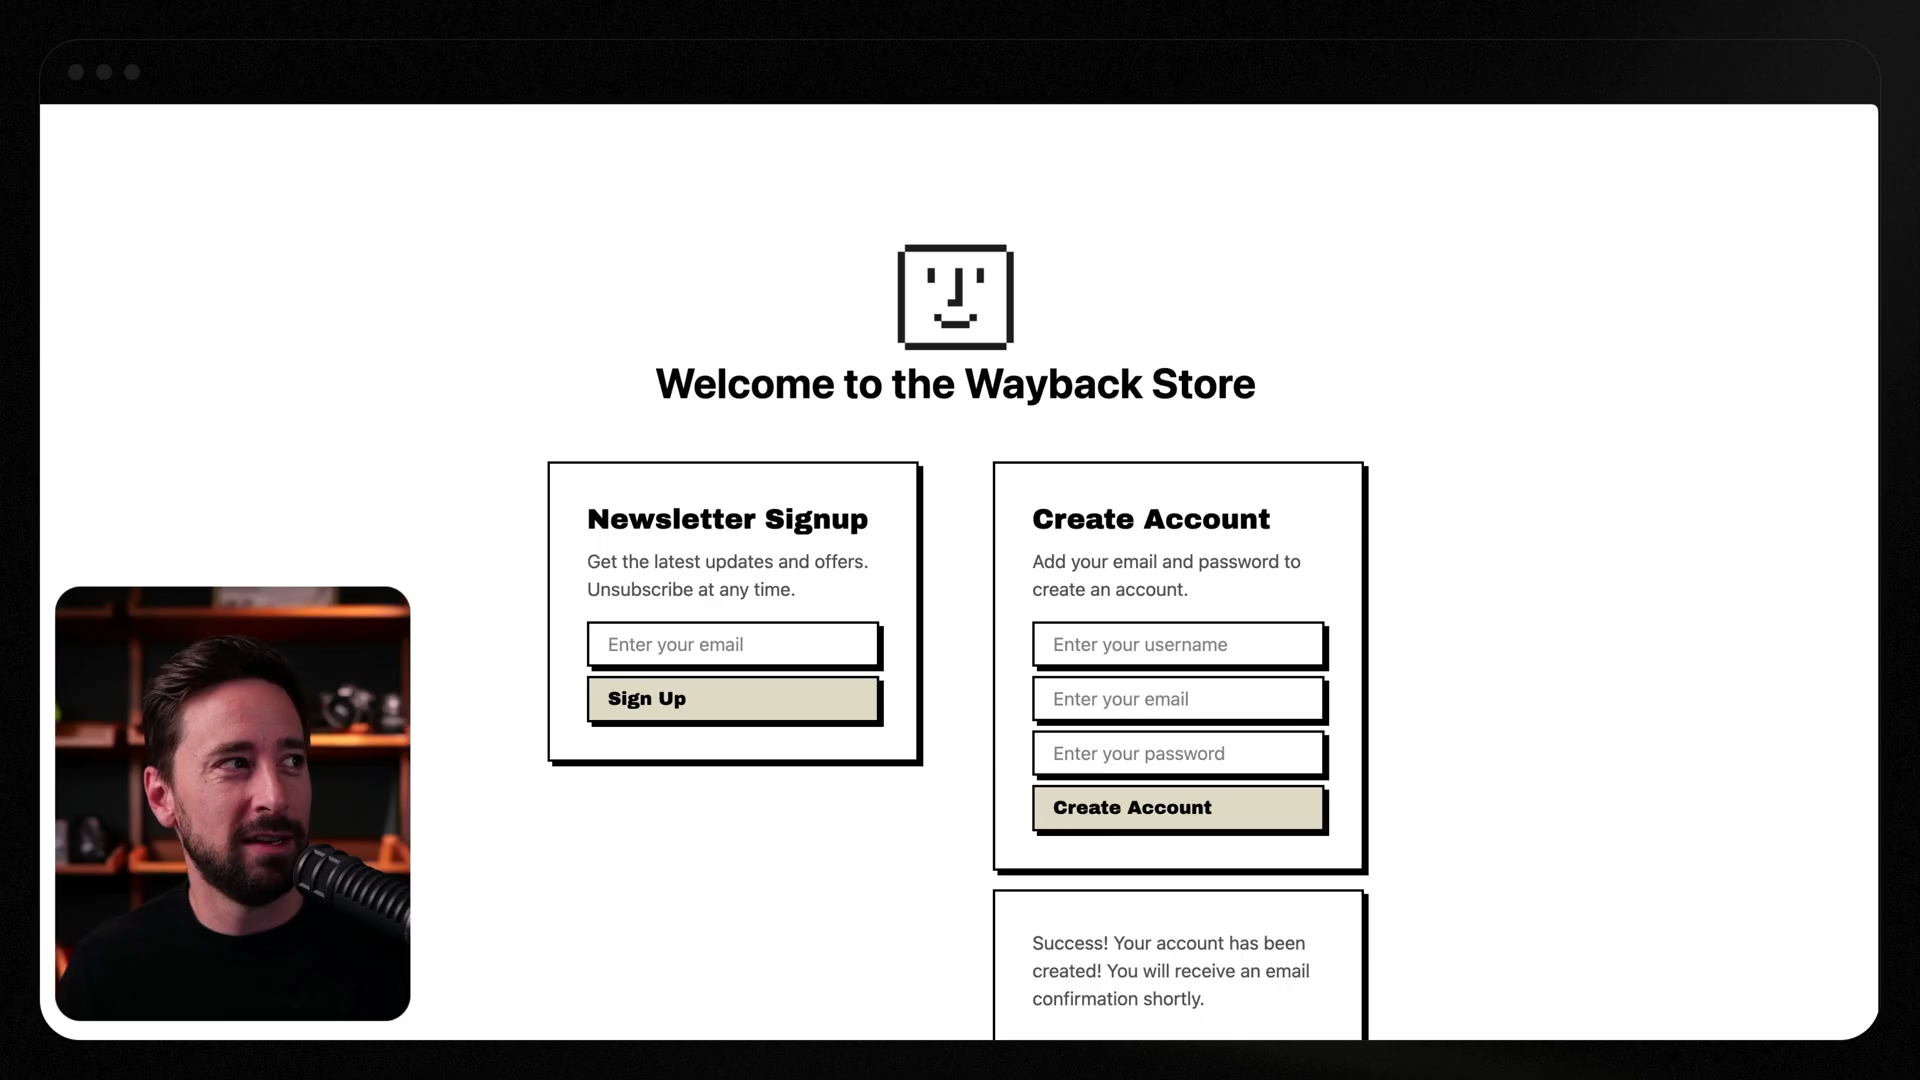 Welcome to the Wayback Store
Newsletter Signup
Get the latest updates and offers.
Unsubscribe at any time.
Enter your email
Sign Up
Create Account
Add your email and password to
create an account.
Enter your username
Enter your email
Enter your password
Create Account
Success! Your account has been
created! You will receive an email
confirmation shortly.